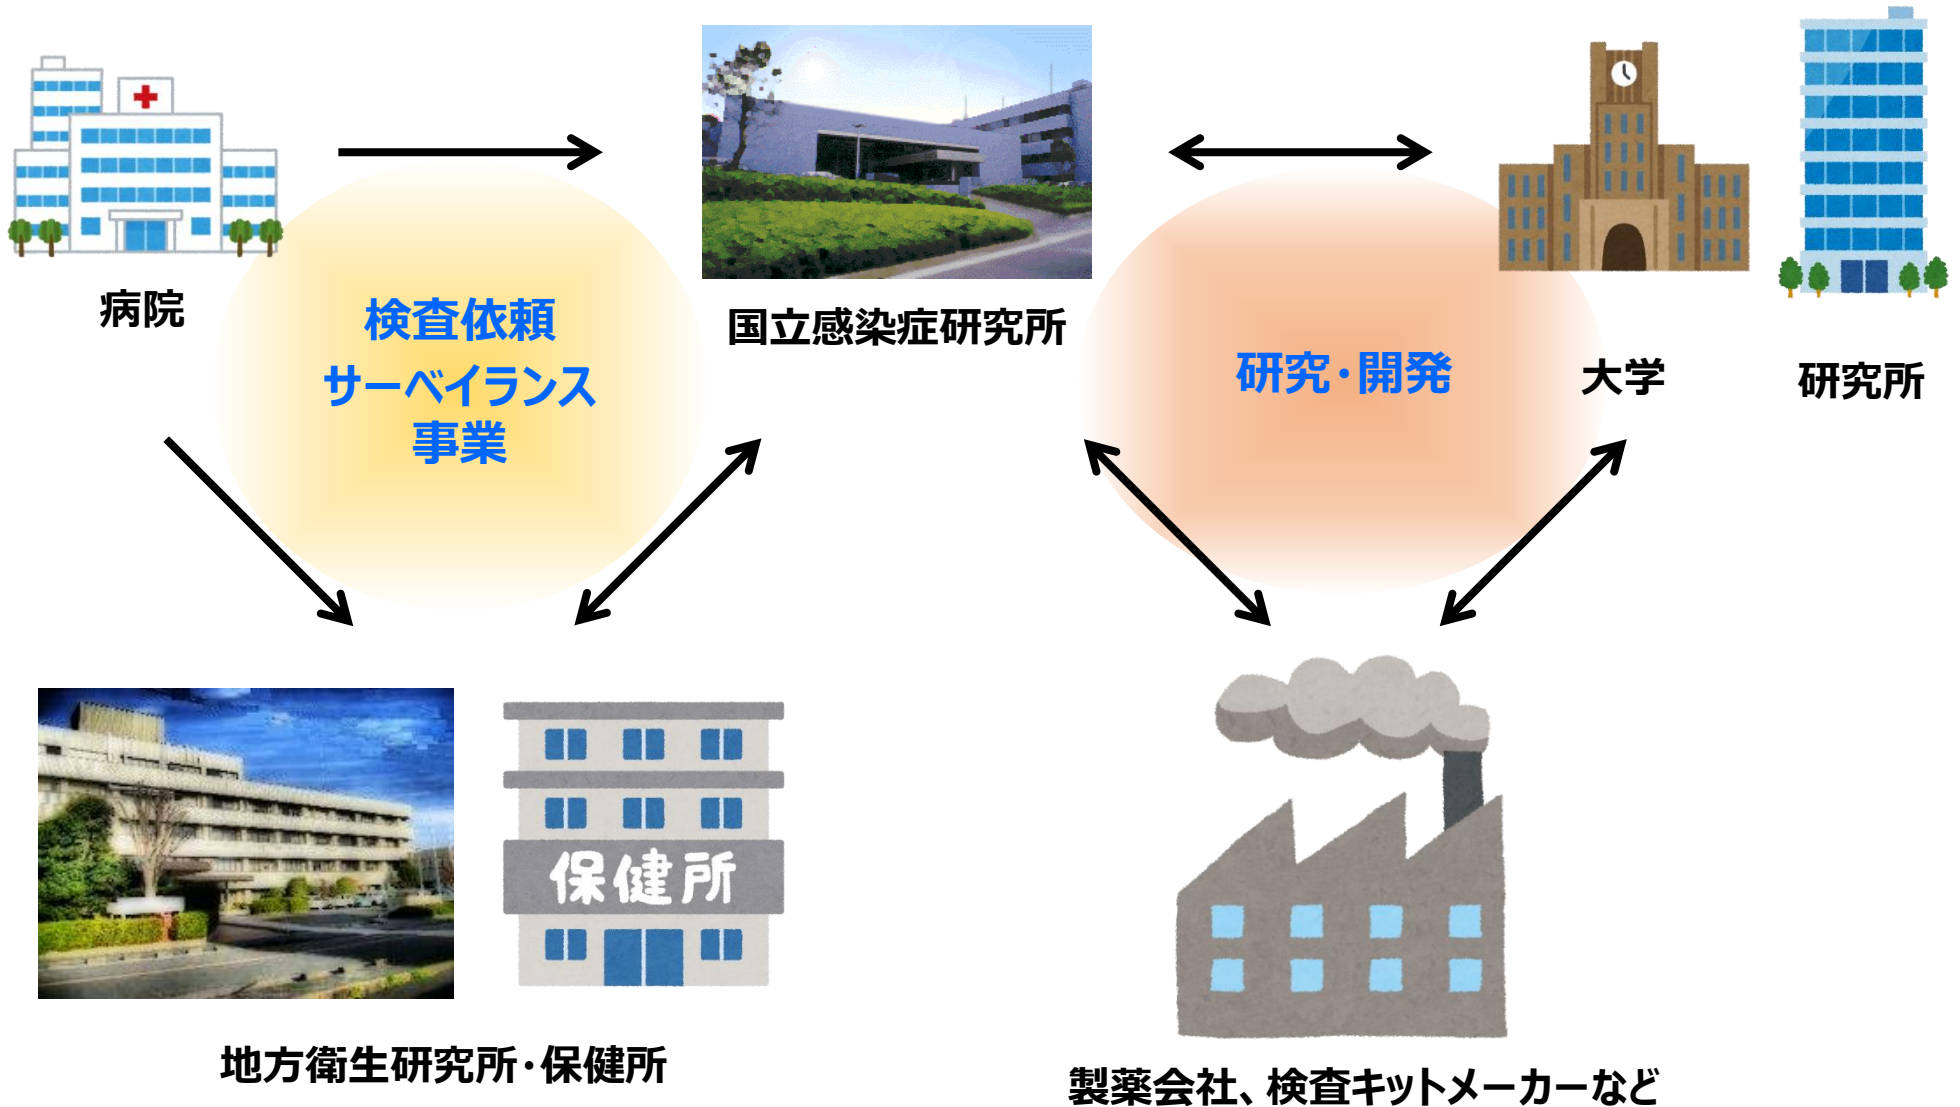 病院
検査依頼
サーベイランス
事業
国立感染症研究所
研究・開発
大学
研究所
保健所
地方衛生研究所・保健所
製薬会社、検査キットメーカーなど